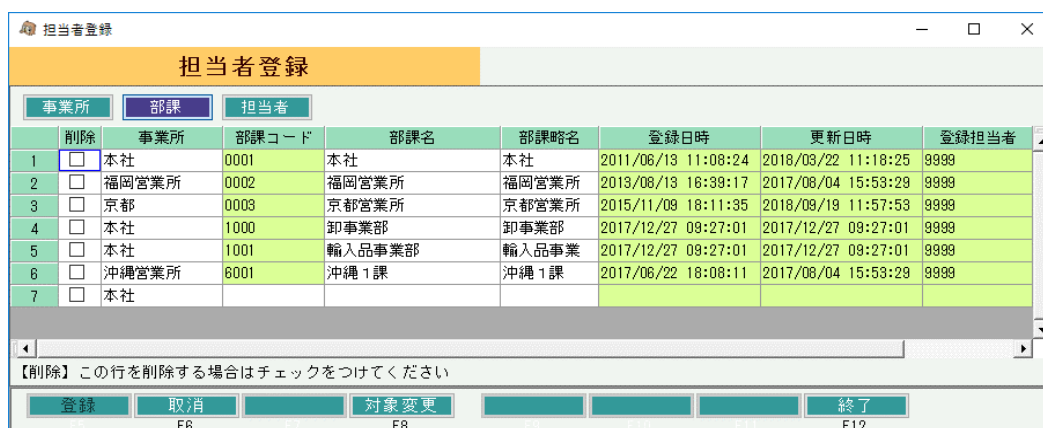 担当者登録
担当者登録
事業所 部課 担当者
削除 事業所 部課コード 部課名 部課略名 登録日時 更新日時 登録担当者
1 本社 0001 本社 本社 2011/06/13 11:08:24 2018/03/22 11:18:25 9999
2 福岡営業所 0002 福岡営業所 福岡営業所 2013/08/13 16:39:17 2017/08/04 15:53:29 9999
3 京都 0003 京都営業所 京都営業所 2015/11/09 18:11:35 2018/09/19 11:57:53 9999
4 本社 1000 卸事業部 卸事業部 2017/12/27 09:27:01 2017/12/27 09:27:01 9999
5 本社 1001 輸入品事業部 輸入品事業 2017/12/27 09:27:01 2017/12/27 09:27:01 9999
6 沖縄営業所 6001 沖縄１課 沖縄１課 2017/06/22 18:08:11 2017/08/04 15:53:29 9999
7 本社
【削除】この行を削除する場合はチェックをつけてください
登録 取消 対象変更 終了
F5 F6 F7 F8 F9 F10 F11 F12